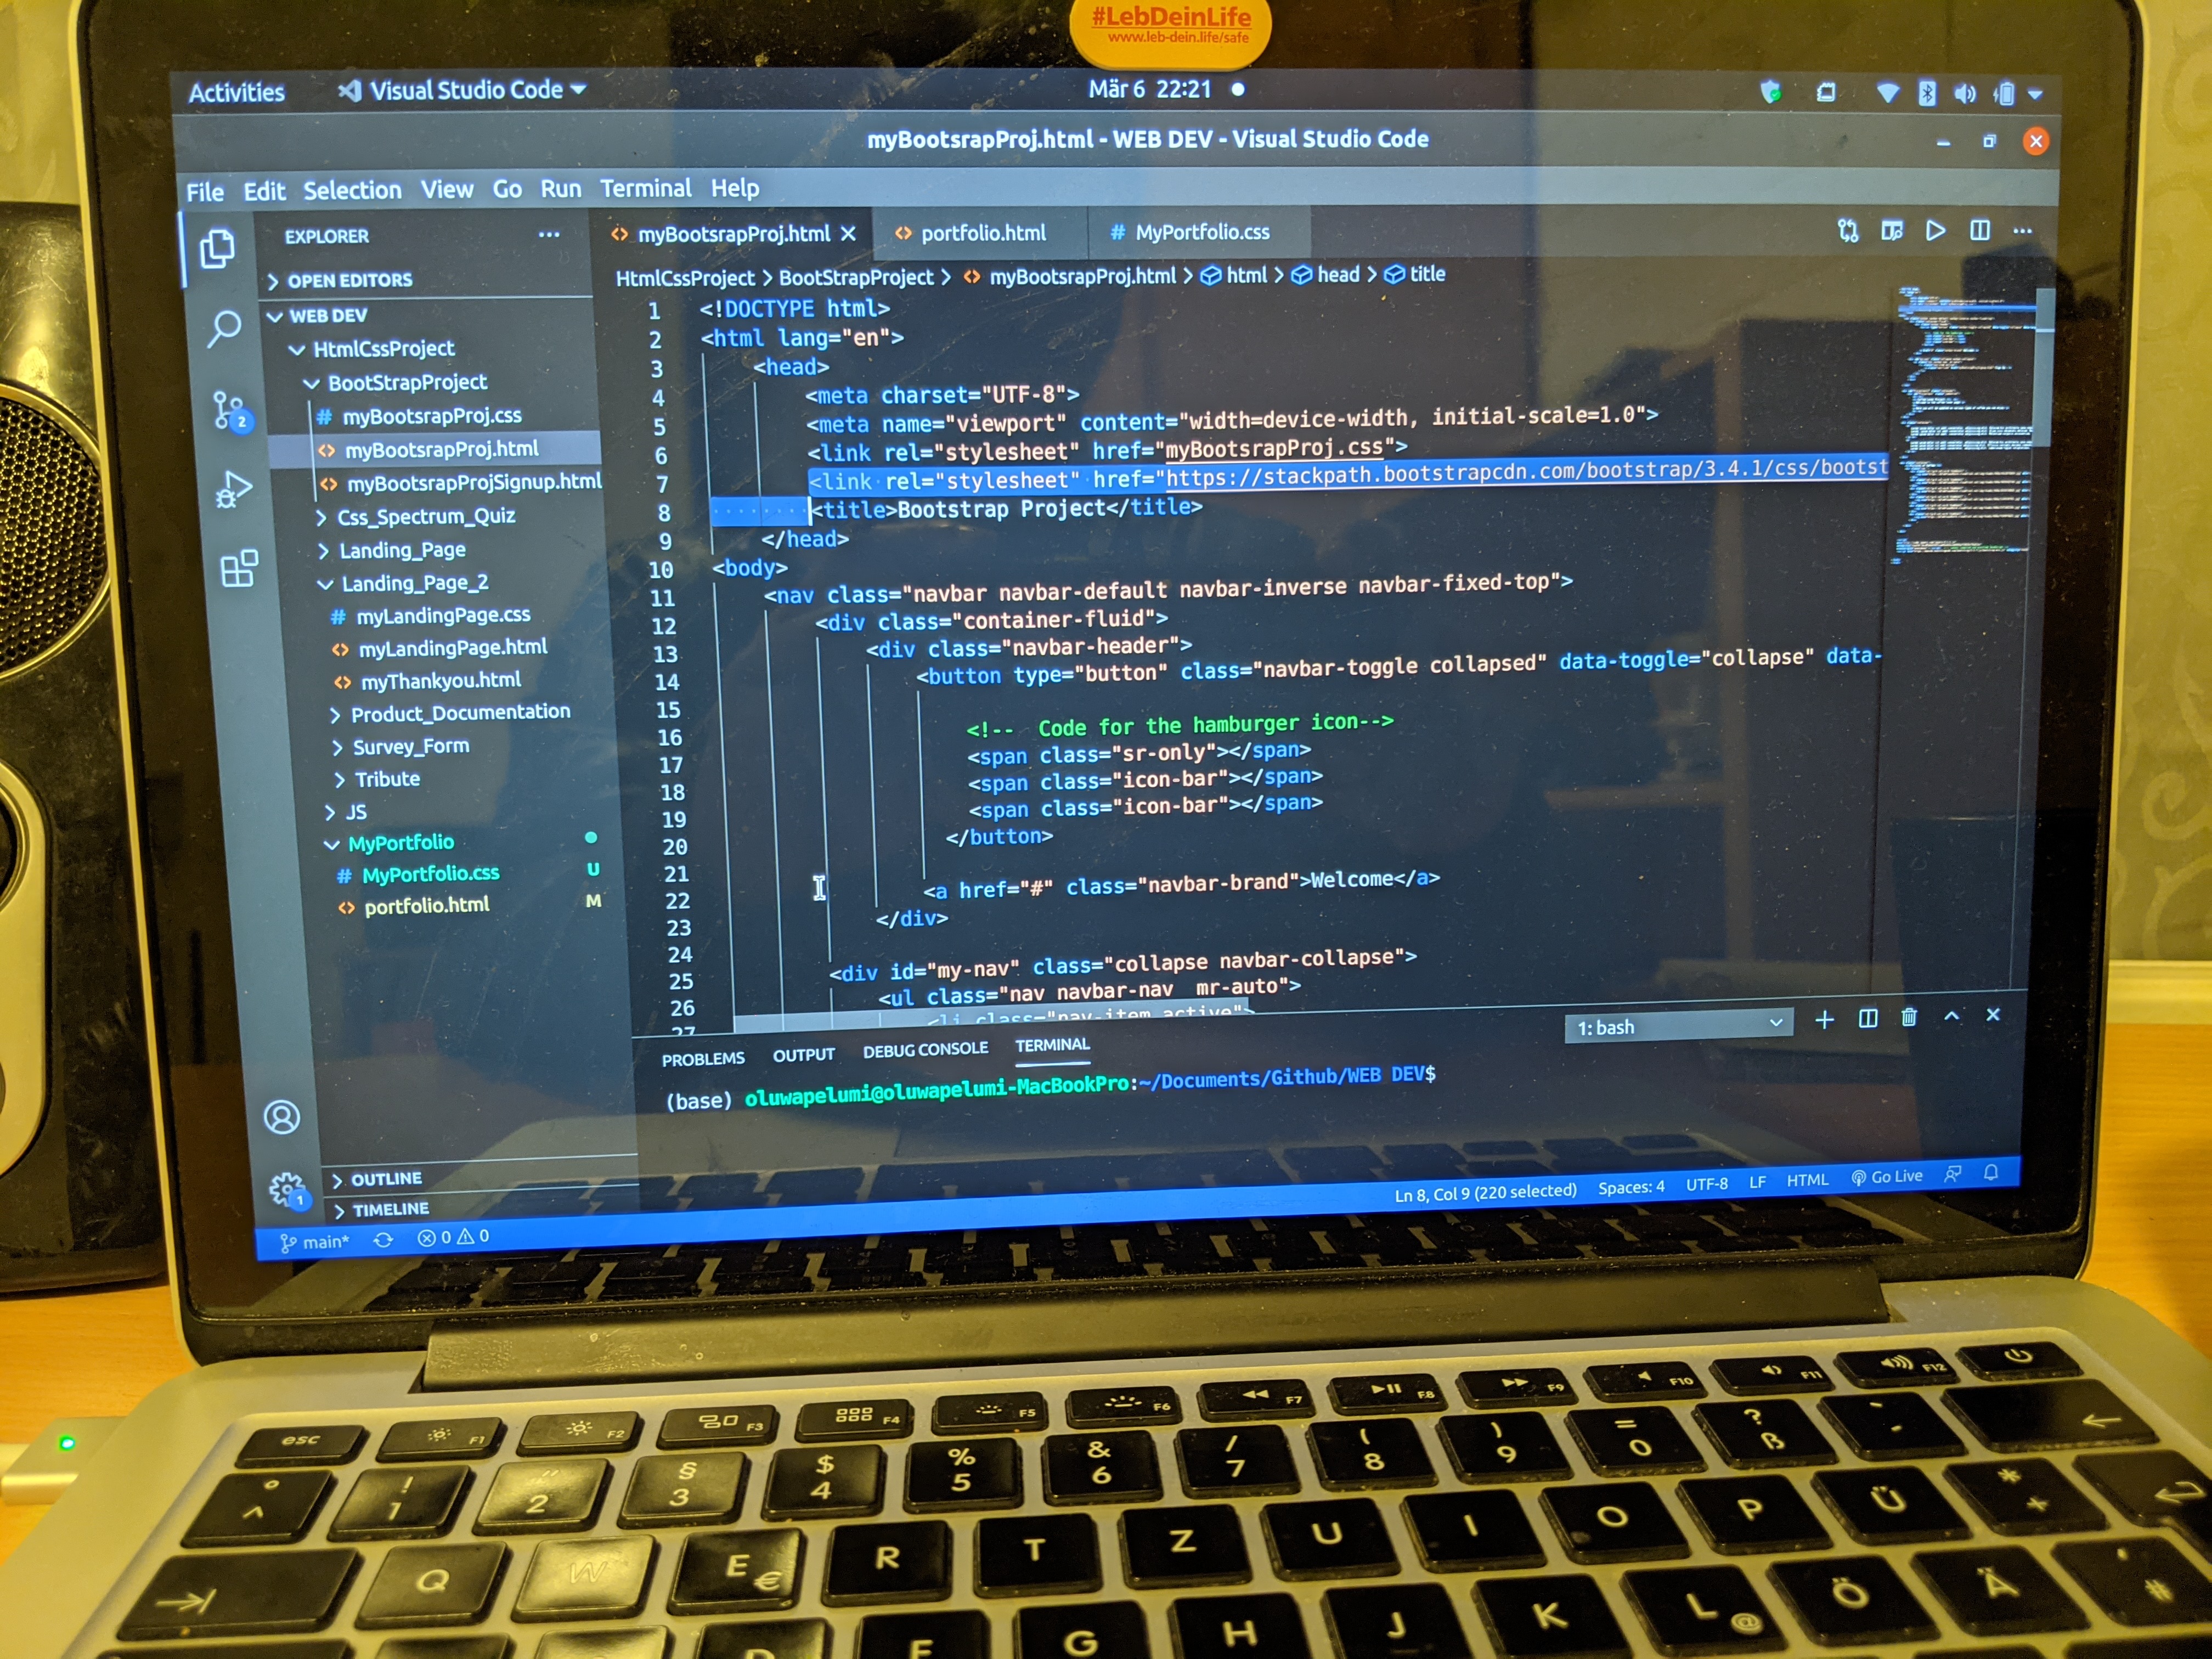 #LebDeinLife
www.leb-dein.life/safe
Activities Visual Studio Code Mär 6 22:21
myBootsrapProj.html - WEB DEV - Visual Studio Code
File Edit Selection View Go Run Terminal Help
EXPLORER ...
OPEN EDITORS
WEB DEV
HtmlCssProject
BootStrapProject
# myBootsrapProj.css
<> myBootsrapProj.html
<> myBootsrapProjSignup.html
Css_Spectrum_Quiz
Landing_Page
Landing_Page_2
# myLandingPage.css
<> myLandingPage.html
<> myThankyou.html
Product_Documentation
Survey_Form
Tribute
JS
MyPortfolio
# MyPortfolio.css U
<> portfolio.html M
OUTLINE
TIMELINE
2
1
<> myBootsrapProj.html <> portfolio.html # MyPortfolio.css
HtmlCssProject > BootStrapProject > <> myBootsrapProj.html > html > head > title
1 <!DOCTYPE html>
2 <html lang="en">
3 <head>
4 <meta charset="UTF-8">
5 <meta name="viewport" content="width=device-width, initial-scale=1.0">
6 <link rel="stylesheet" href="myBootsrapProj.css">
7 <link rel="stylesheet" href="https://stackpath.bootstrapcdn.com/bootstrap/3.4.1/css/bootst
8 <title>Bootstrap Project</title>
9 </head>
10 <body>
11 <nav class="navbar navbar-default navbar-inverse navbar-fixed-top">
12 <div class="container-fluid">
13 <div class="navbar-header">
14 <button type="button" class="navbar-toggle collapsed" data-toggle="collapse" data-
15
16 <!-- Code for the hamburger icon-->
17 <span class="sr-only"></span>
18 <span class="icon-bar"></span>
19 <span class="icon-bar"></span>
20 </button>
21
22 <a href="#" class="navbar-brand">Welcome</a>
23 </div>
24
25 <div id="my-nav" class="collapse navbar-collapse">
26 <ul class="nav navbar-nav  mr-auto">
27 <li class="nav-item active">
PROBLEMS OUTPUT DEBUG CONSOLE TERMINAL 1: bash
(base) oluwapelumi@oluwapelumi-MacBookPro:~/Documents/Github/WEB DEV$
main* 0 0 Ln 8, Col 9 (220 selected) Spaces: 4 UTF-8 LF HTML Go Live
esc F1 F2 F3 F4 F5 F6 F7 F8 F9 F10 F11 F12
° ^ ! 1 " 2 § 3 $ 4 % 5 & 6 / 7 ( 8 ) 9 = 0 ? ß ` ´
Q W E € R T Z U I O P Ü * +
D F G H J K L @ Ö Ä ' #